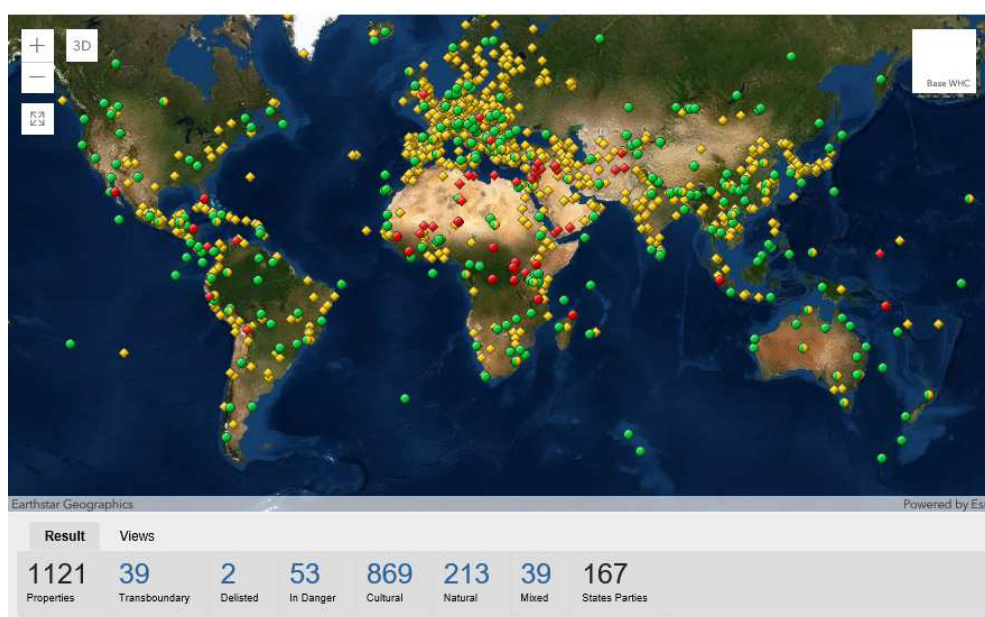 + 3D
−
Base WHC
Earthstar Geographics Powered by Es
Result Views
1121 39 2 53 869 213 39 167
Properties Transboundary Delisted In Danger Cultural Natural Mixed States Parties